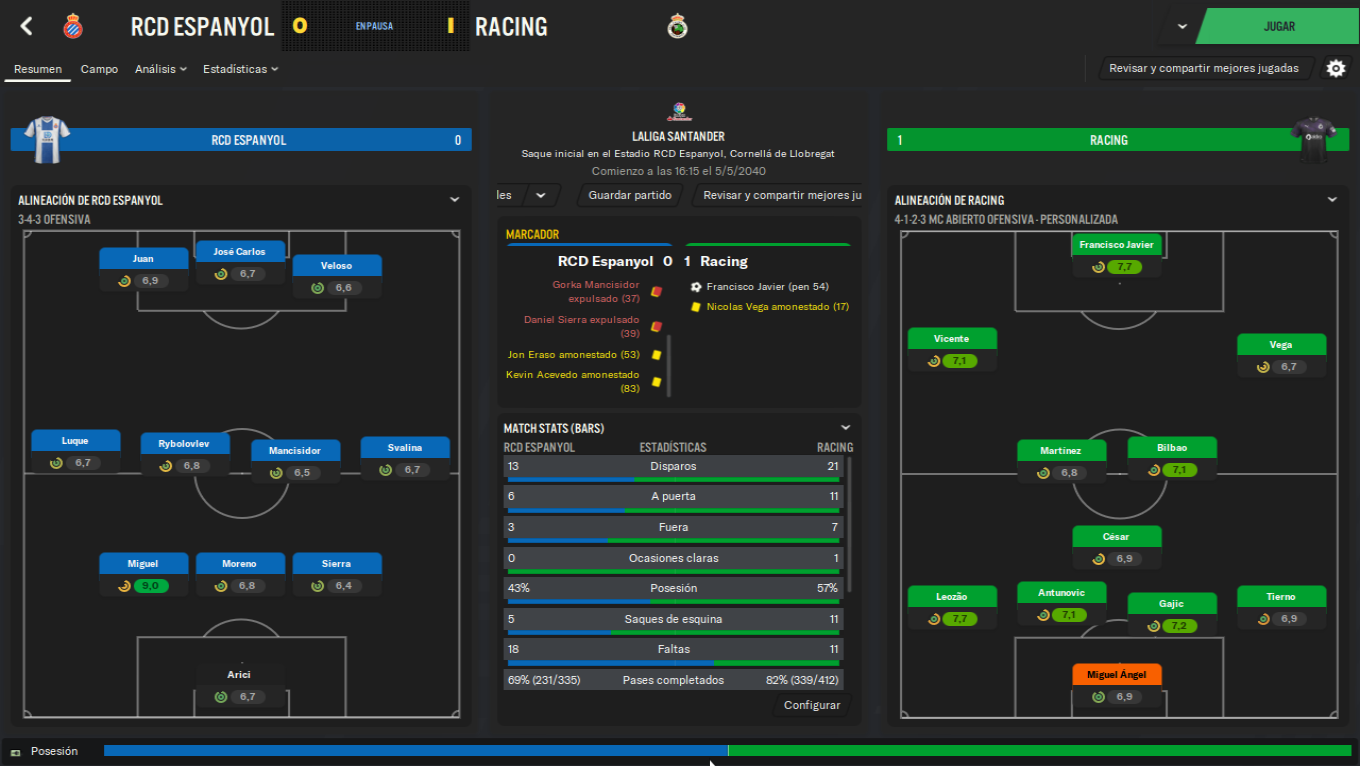 RCD ESPANYOL 0 EN PAUSA 1 RACING
JUGAR
Resumen Campo Análisis Estadísticas
Revisar y compartir mejores jugadas
RCD ESPANYOL 0
ALINEACIÓN DE RCD ESPANYOL
3-4-3 OFENSIVA
Juan
6,9
José Carlos
6,7
Veloso
6,6
Luque
6,7
Rybolovlev
6,8
Mancisidor
6,5
Svalina
6,7
Miguel
9,0
Moreno
6,8
Sierra
6,4
Arici
6,7
LALIGA SANTANDER
Saque inicial en el Estadio RCD Espanyol, Cornellá de Llobregat
Comienzo a las 16:15 el 5/5/2040
les Guardar partido Revisar y compartir mejores ju
MARCADOR
RCD Espanyol 0 1 Racing
Gorka Mancisidor
expulsado (37)
Daniel Sierra expulsado
(39)
Jon Eraso amonestado (53)
Kevin Acevedo amonestado
(83)
Francisco Javier (pen 54)
Nicolas Vega amonestado (17)
MATCH STATS (BARS)
RCD ESPANYOL ESTADÍSTICAS RACING
13 Disparos 21
6 A puerta 11
3 Fuera 7
0 Ocasiones claras 1
43% Posesión 57%
5 Saques de esquina 11
18 Faltas 11
69% (231/335) Pases completados 82% (339/412)
Configurar
1 RACING
ALINEACIÓN DE RACING
4-1-2-3 MC ABIERTO OFENSIVA - PERSONALIZADA
Francisco Javier
7,7
Vicente
7,1
Vega
6,7
Martínez
6,8
Bilbao
7,1
César
6,9
Leozão
7,7
Antunovic
7,1
Gajic
7,2
Tierno
6,9
Miguel Ángel
6,9
Posesión